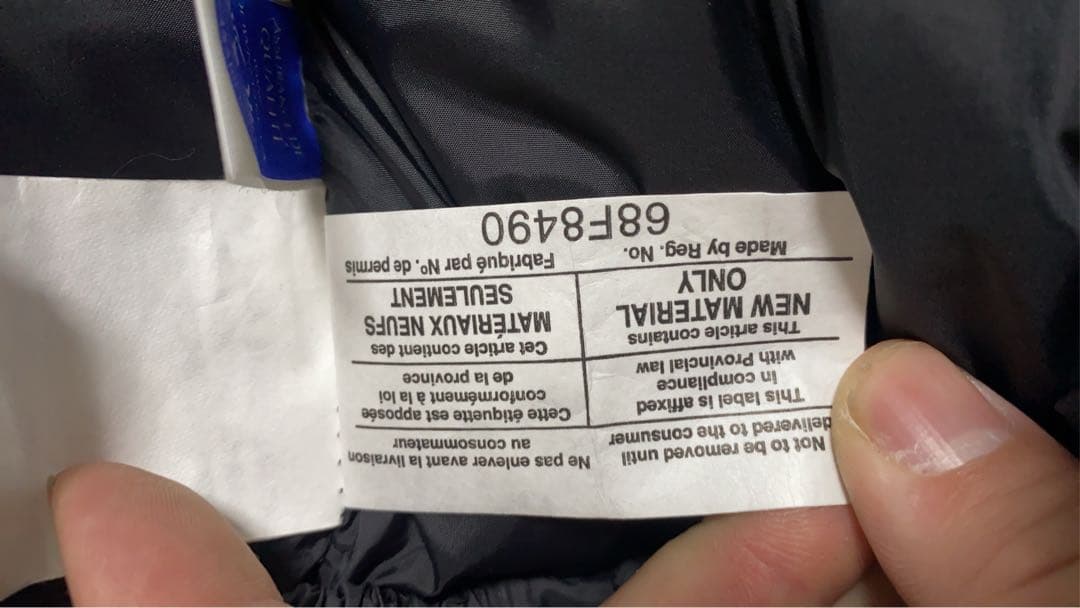 Not to be removed until
delivered to the consumer
Ne pas enlever avant la livraison
au consommateur
This label is affixed
In compliance
with Provincial law
Cette étiquette est apposée
conformément à la loi
de la province
This article contains
NEW MATERIAL
ONLY
Cet article contient des
MATÉRIAUX NEUFS
SEULEMENT
Made by Reg. No.
Fabriqué par Nº. de permis
68F8490